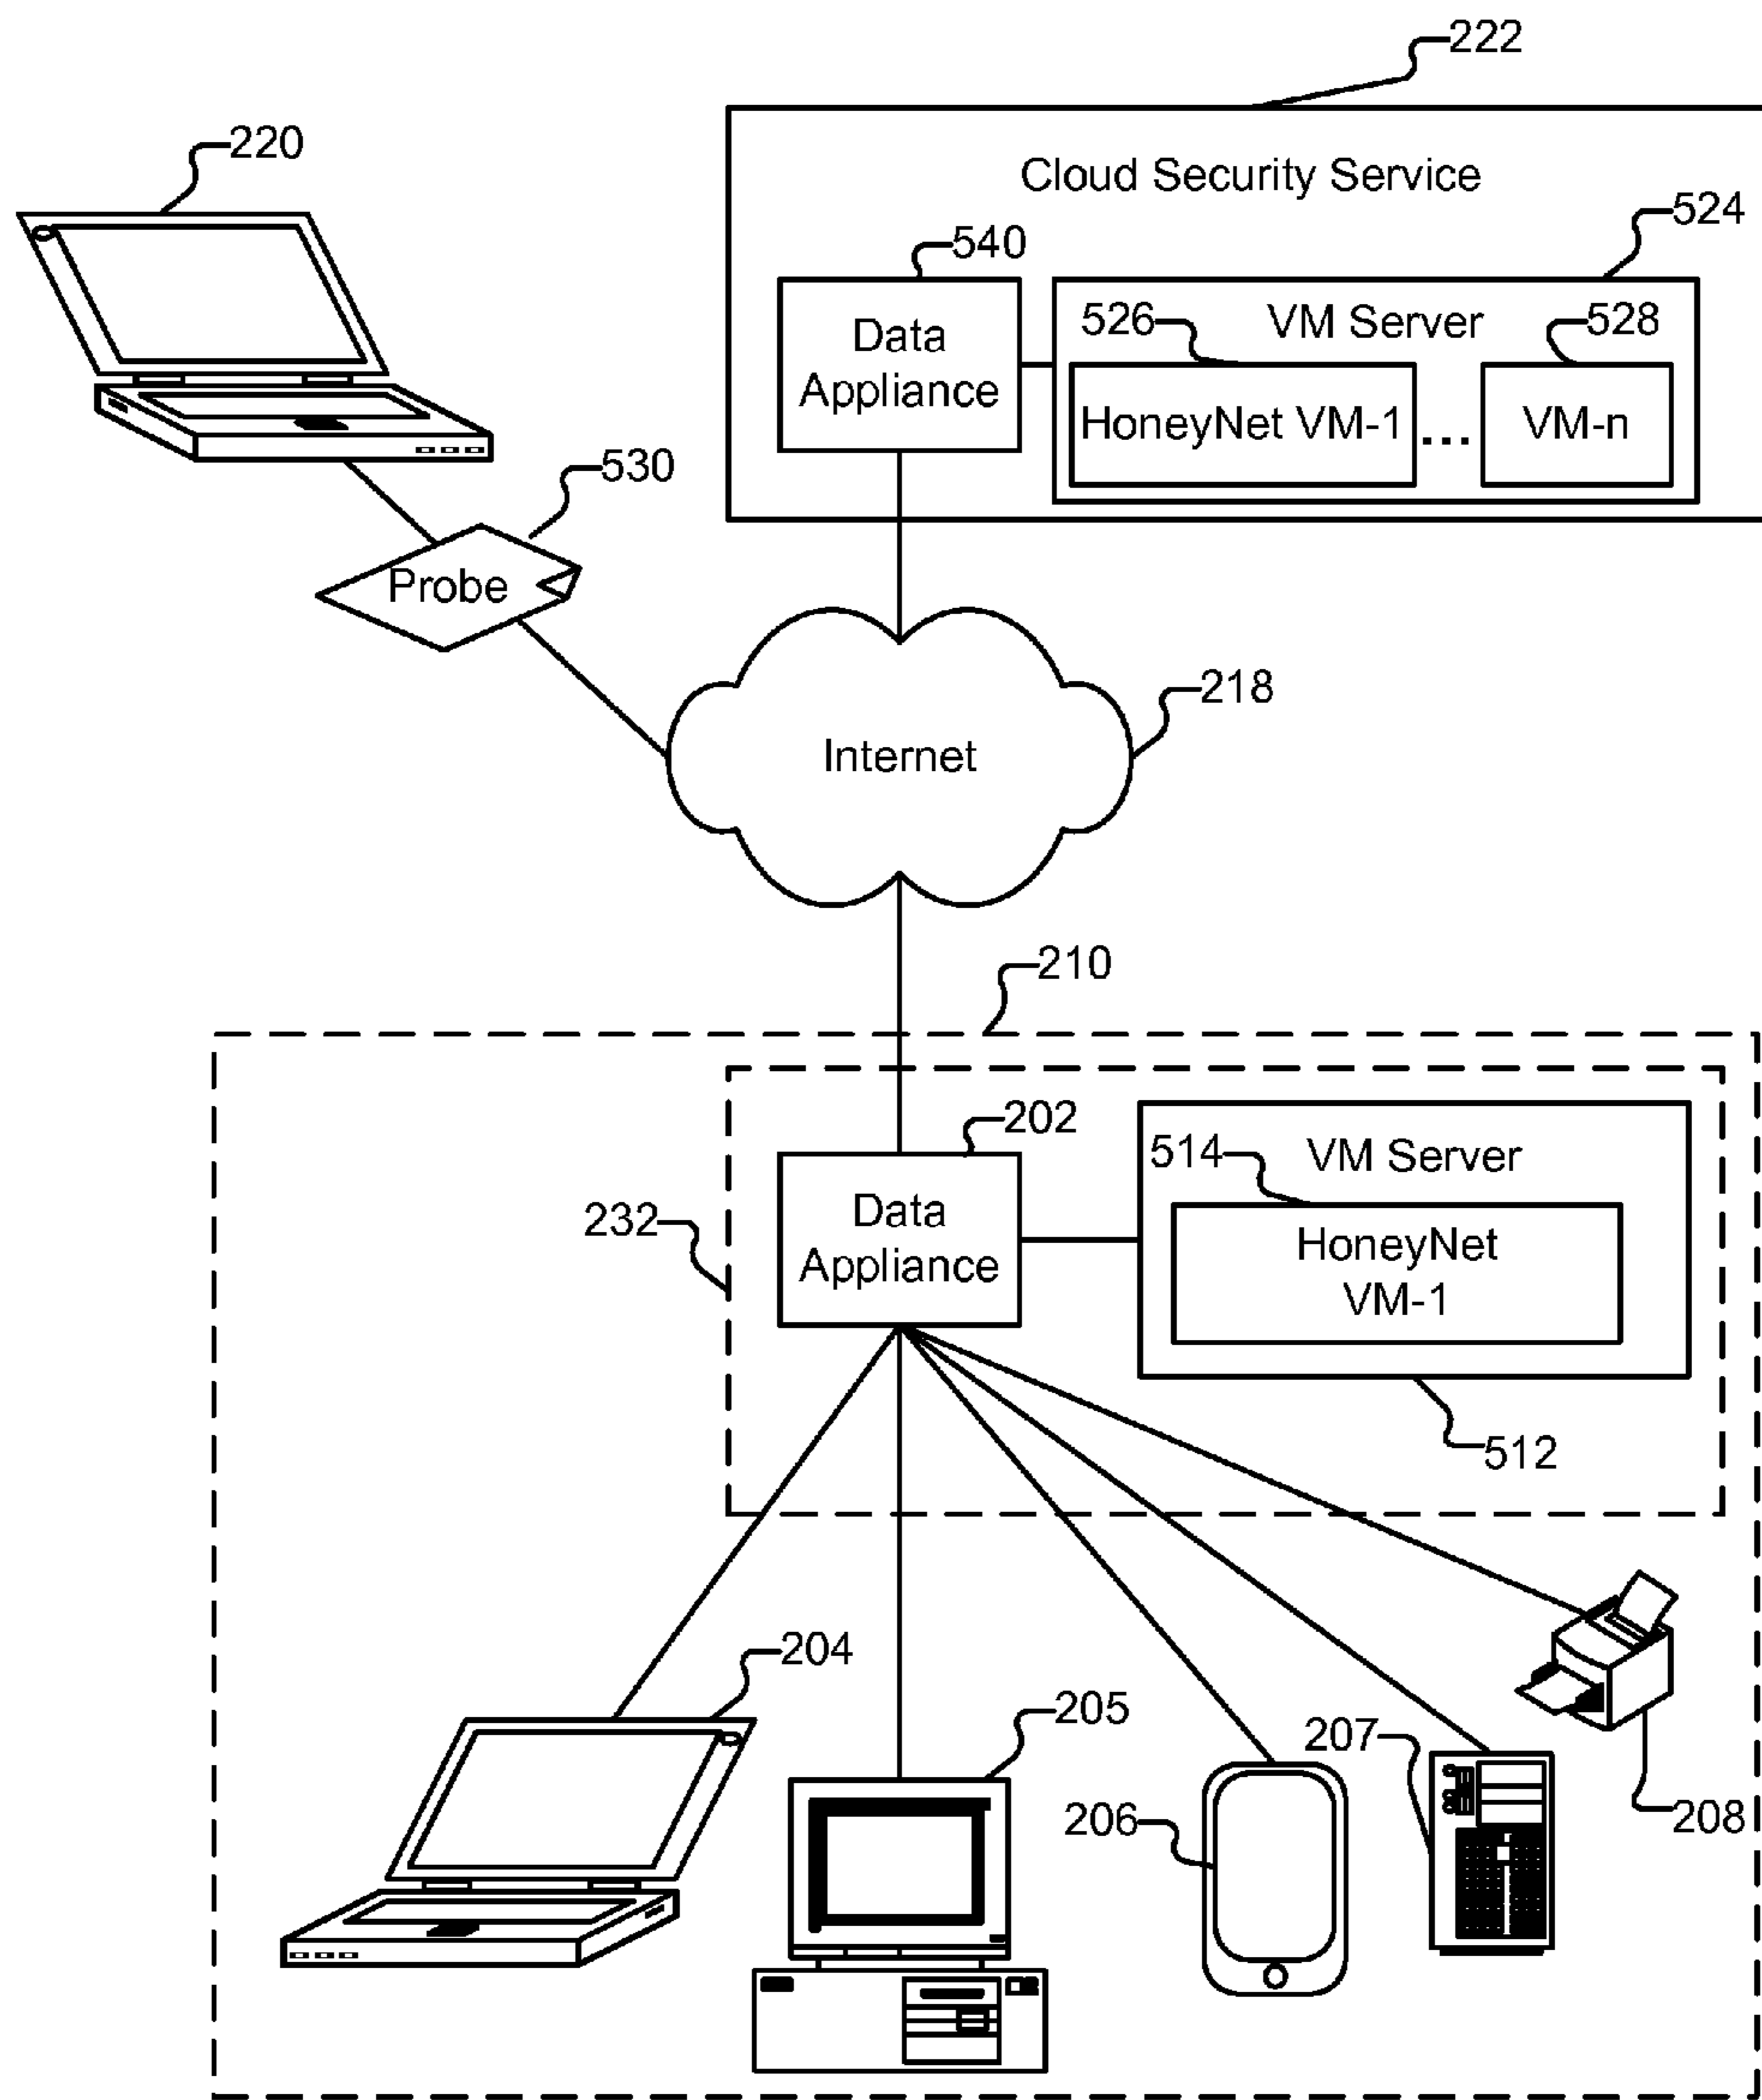 222
220
Cloud Security Service
524
540
Data
Appliance
526
VM Server
528
HoneyNet VM-1
...
VM-n
530
Probe
218
Internet
210
202
Data
Appliance
232
514
VM Server
HoneyNet
VM-1
512
204
205
206
207
208